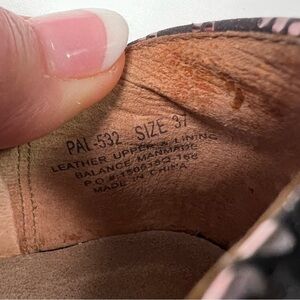 PAL-532 SIZE 37
LEATHER UPPER & LINING
BALANCE MANMADE
P.O #:
MADE IN CHINA